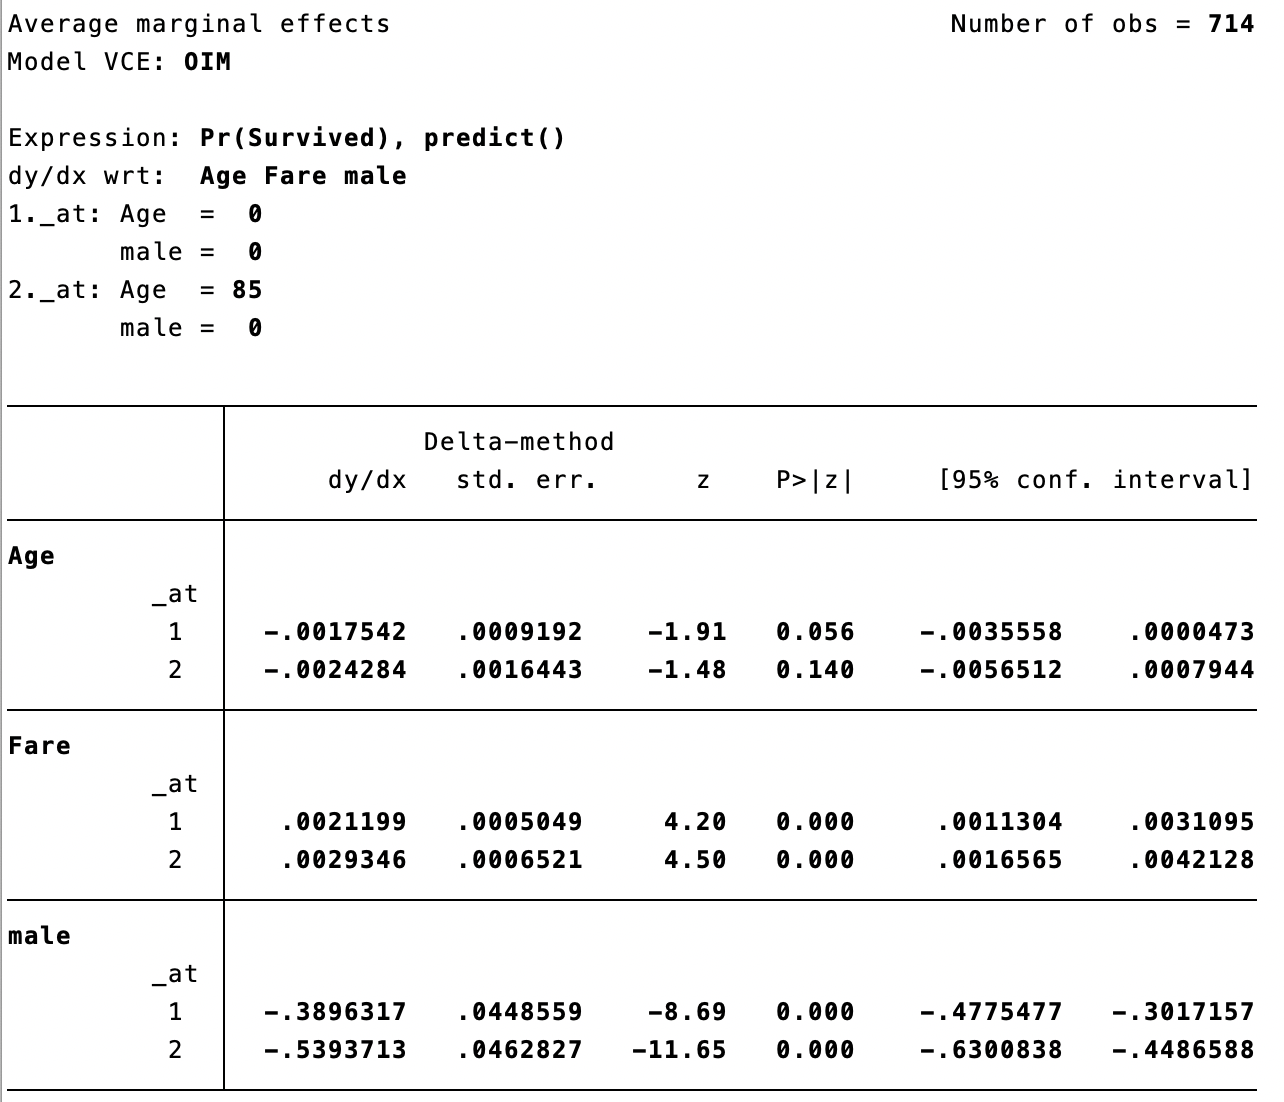 Average marginal effects                                   Number of obs = 714
Model VCE: OIM
Expression: Pr(Survived), predict()
dy/dx wrt:  Age Fare male
1._at: Age  =  0
       male =  0
2._at: Age  = 85
       male =  0
Delta-method
dy/dx   std. err.      z    P>|z|     [95% conf. interval]
Age
_at
1    -.0017542   .0009192    -1.91   0.056    -.0035558    .0000473
2    -.0024284   .0016443    -1.48   0.140    -.0056512    .0007944
Fare
_at
1     .0021199   .0005049     4.20   0.000     .0011304    .0031095
2     .0029346   .0006521     4.50   0.000     .0016565    .0042128
male
_at
1    -.3896317   .0448559    -8.69   0.000    -.4775477   -.3017157
2    -.5393713   .0462827   -11.65   0.000    -.6300838   -.4486588